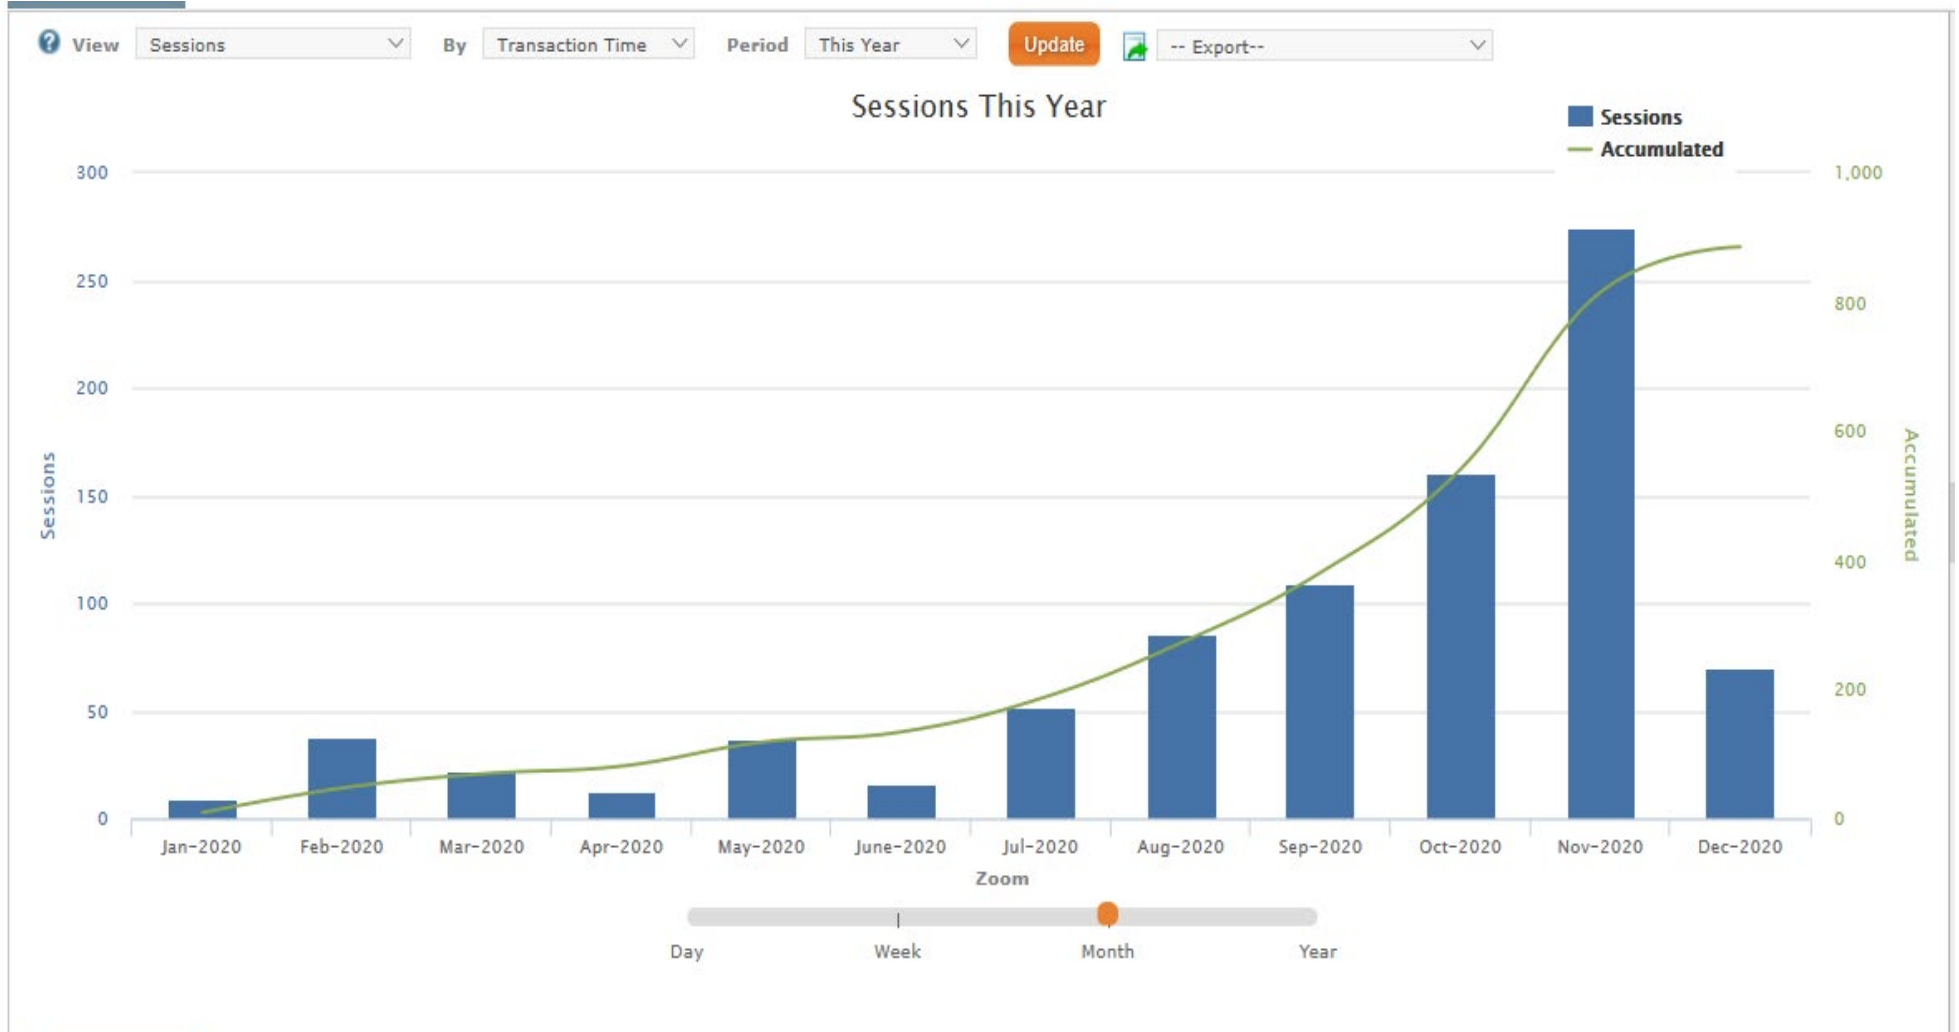 ? View Sessions By Transaction Time Period This Year Update -- Export--
Sessions This Year
Sessions
Accumulated
300
250
200
150
100
50
0
Sessions
1,000
800
600
400
200
0
Accumulated
Jan-2020 Feb-2020 Mar-2020 Apr-2020 May-2020 June-2020 Jul-2020 Aug-2020 Sep-2020 Oct-2020 Nov-2020 Dec-2020
Zoom
Day Week Month Year